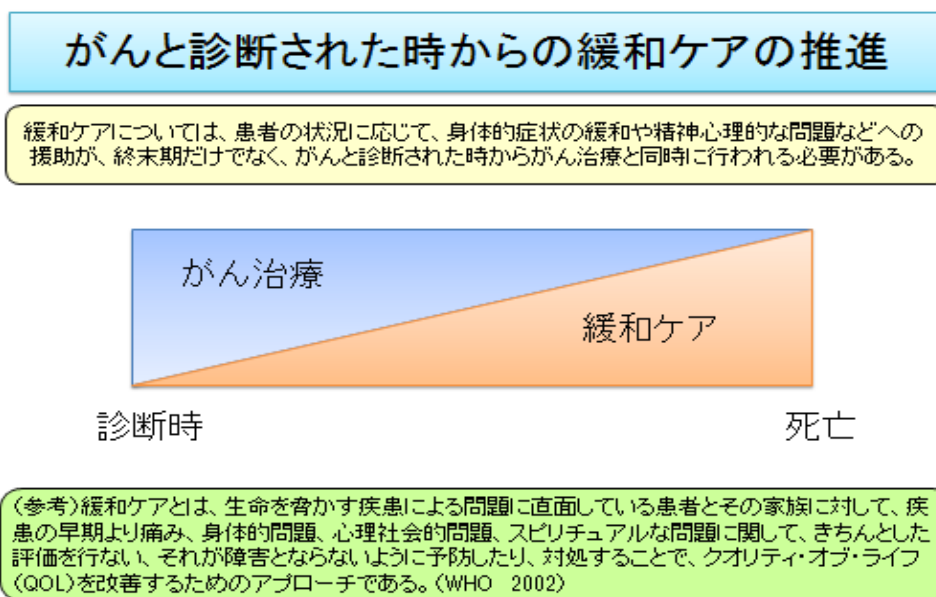 がんと診断された時からの緩和ケアの推進
緩和ケアについては、患者の状況に応じて、身体的症状の緩和や精神心理的な問題などへの
援助が、終末期だけでなく、がんと診断された時からがん治療と同時に行われる必要がある。
がん治療
緩和ケア
診断時
死亡
(参考)緩和ケアとは、生命を脅かす疾患による問題に直面している患者とその家族に対して、疾
患の早期より痛み、身体的問題、心理社会的問題、スピリチュアルな問題に関して、きちんとした
評価を行ない、それが障害とならないように予防したり、対処することで、クオリティ・オブ・ライフ
(QOL)を改善するためのアプローチである。(WHO 2002)